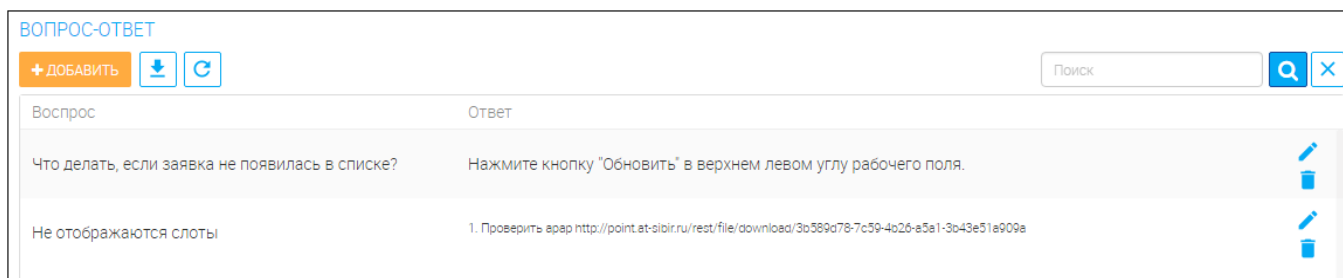 ВОПРОС-ОТВЕТ
+ ДОБАВИТЬ Поиск
Воспрос Ответ
Что делать, если заявка не появилась в списке? Нажмите кнопку "Обновить" в верхнем левом углу рабочего поля.
Не отображаются слоты 1. Проверить арар http://point.at-sibir.ru/rest/file/download/3b589d78-7c59-4b26-a5a1-3b43e51a909a